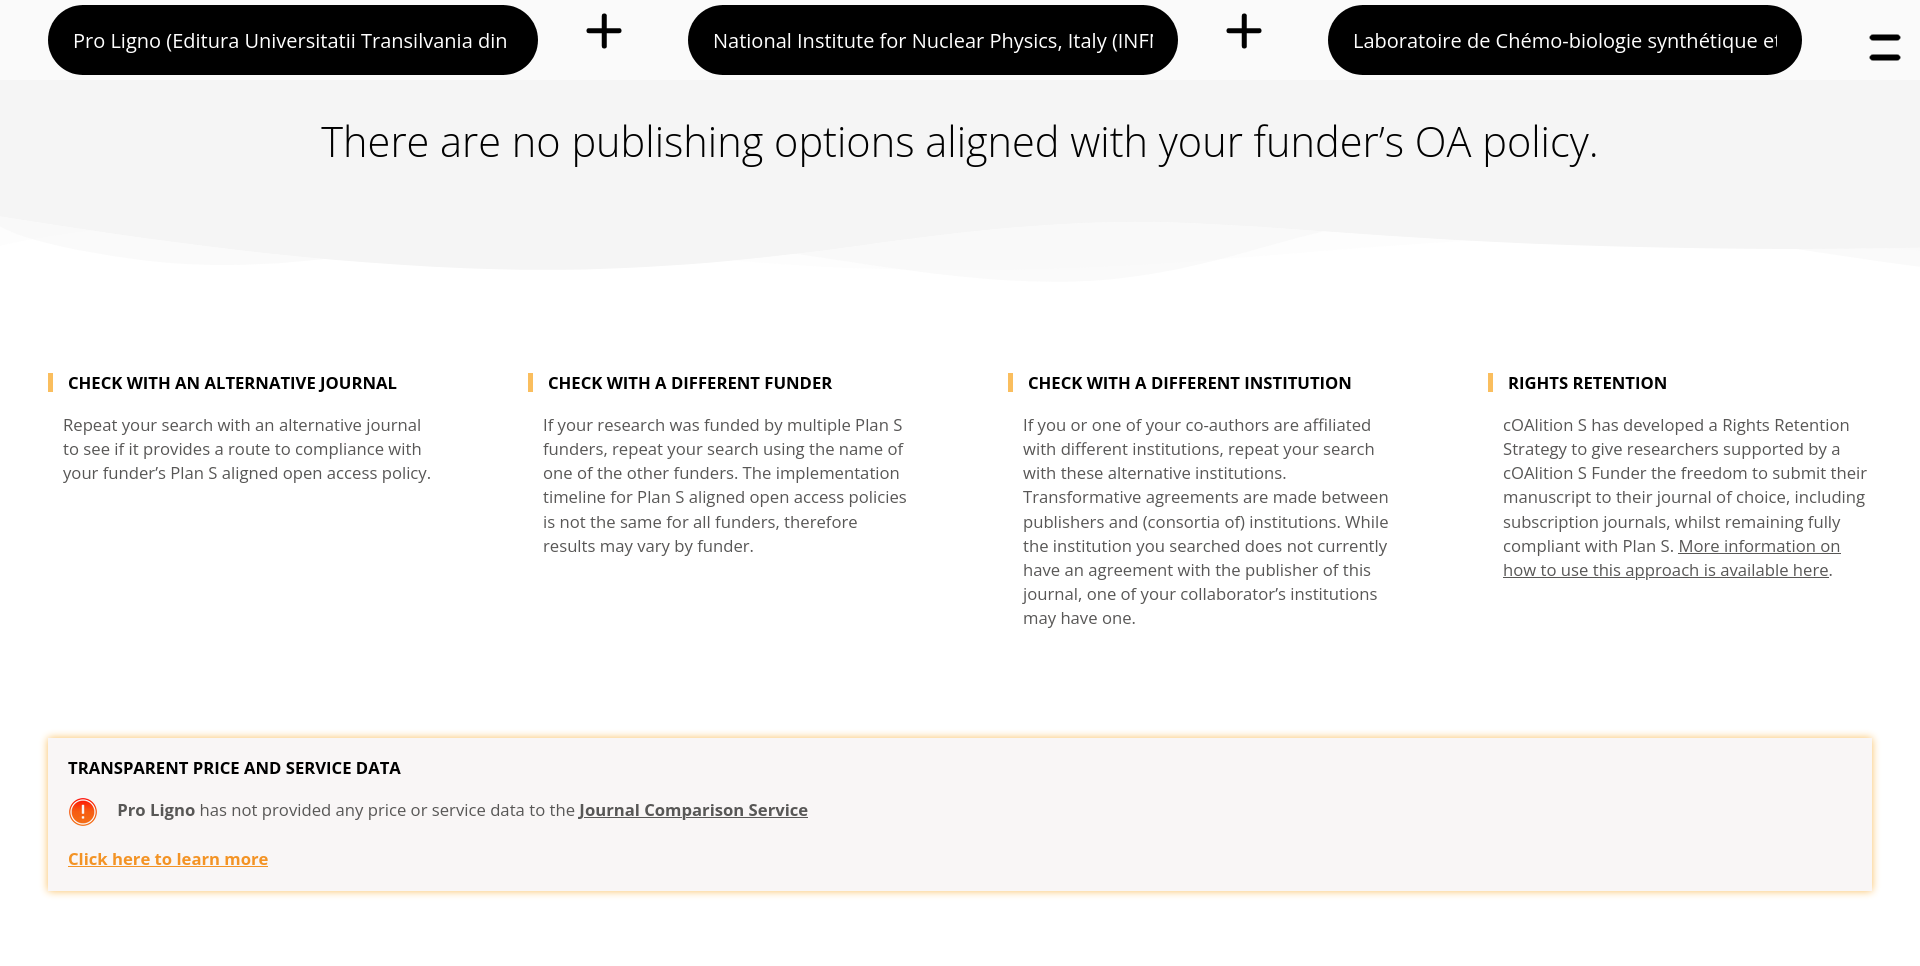 Pro Ligno (Editura Universitatii Transilvania din
National Institute for Nuclear Physics, Italy (INF
Laboratoire de Chémo-biologie synthétique et
There are no publishing options aligned with your funder’s OA policy.
CHECK WITH AN ALTERNATIVE JOURNAL
Repeat your search with an alternative journal
to see if it provides a route to compliance with
your funder’s Plan S aligned open access policy.
CHECK WITH A DIFFERENT FUNDER
If your research was funded by multiple Plan S
funders, repeat your search using the name of
one of the other funders. The implementation
timeline for Plan S aligned open access policies
is not the same for all funders, therefore
results may vary by funder.
CHECK WITH A DIFFERENT INSTITUTION
If you or one of your co-authors are affiliated
with different institutions, repeat your search
with these alternative institutions.
Transformative agreements are made between
publishers and (consortia of) institutions. While
the institution you searched does not currently
have an agreement with the publisher of this
journal, one of your collaborator’s institutions
may have one.
RIGHTS RETENTION
cOAlition S has developed a Rights Retention
Strategy to give researchers supported by a
cOAlition S Funder the freedom to submit their
manuscript to their journal of choice, including
subscription journals, whilst remaining fully
compliant with Plan S. More information on
how to use this approach is available here.
TRANSPARENT PRICE AND SERVICE DATA
Pro Ligno has not provided any price or service data to the Journal Comparison Service
Click here to learn more